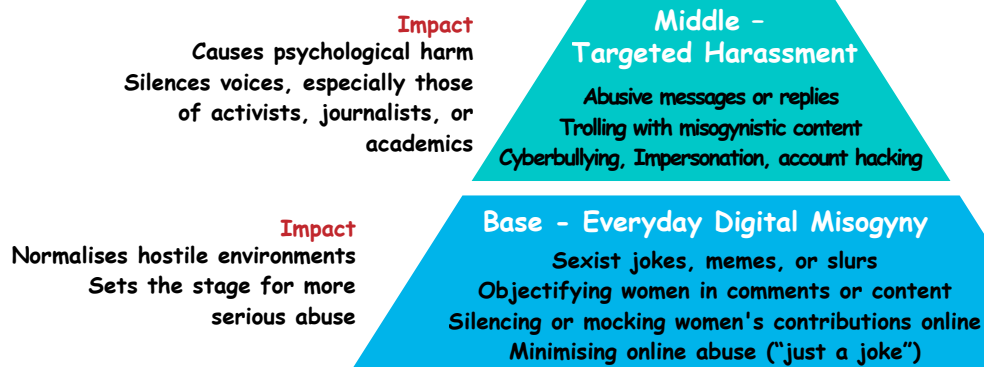 Impact
Causes psychological harm
Silences voices, especially those
of activists, journalists, or
academics
Middle –
Targeted Harassment
Abusive messages or replies
Trolling with misogynistic content
Cyberbullying, Impersonation, account hacking
Impact
Normalises hostile environments
Sets the stage for more
serious abuse
Base - Everyday Digital Misogyny
Sexist jokes, memes, or slurs
Objectifying women in comments or content
Silencing or mocking women's contributions online
Minimising online abuse (“just a joke”)